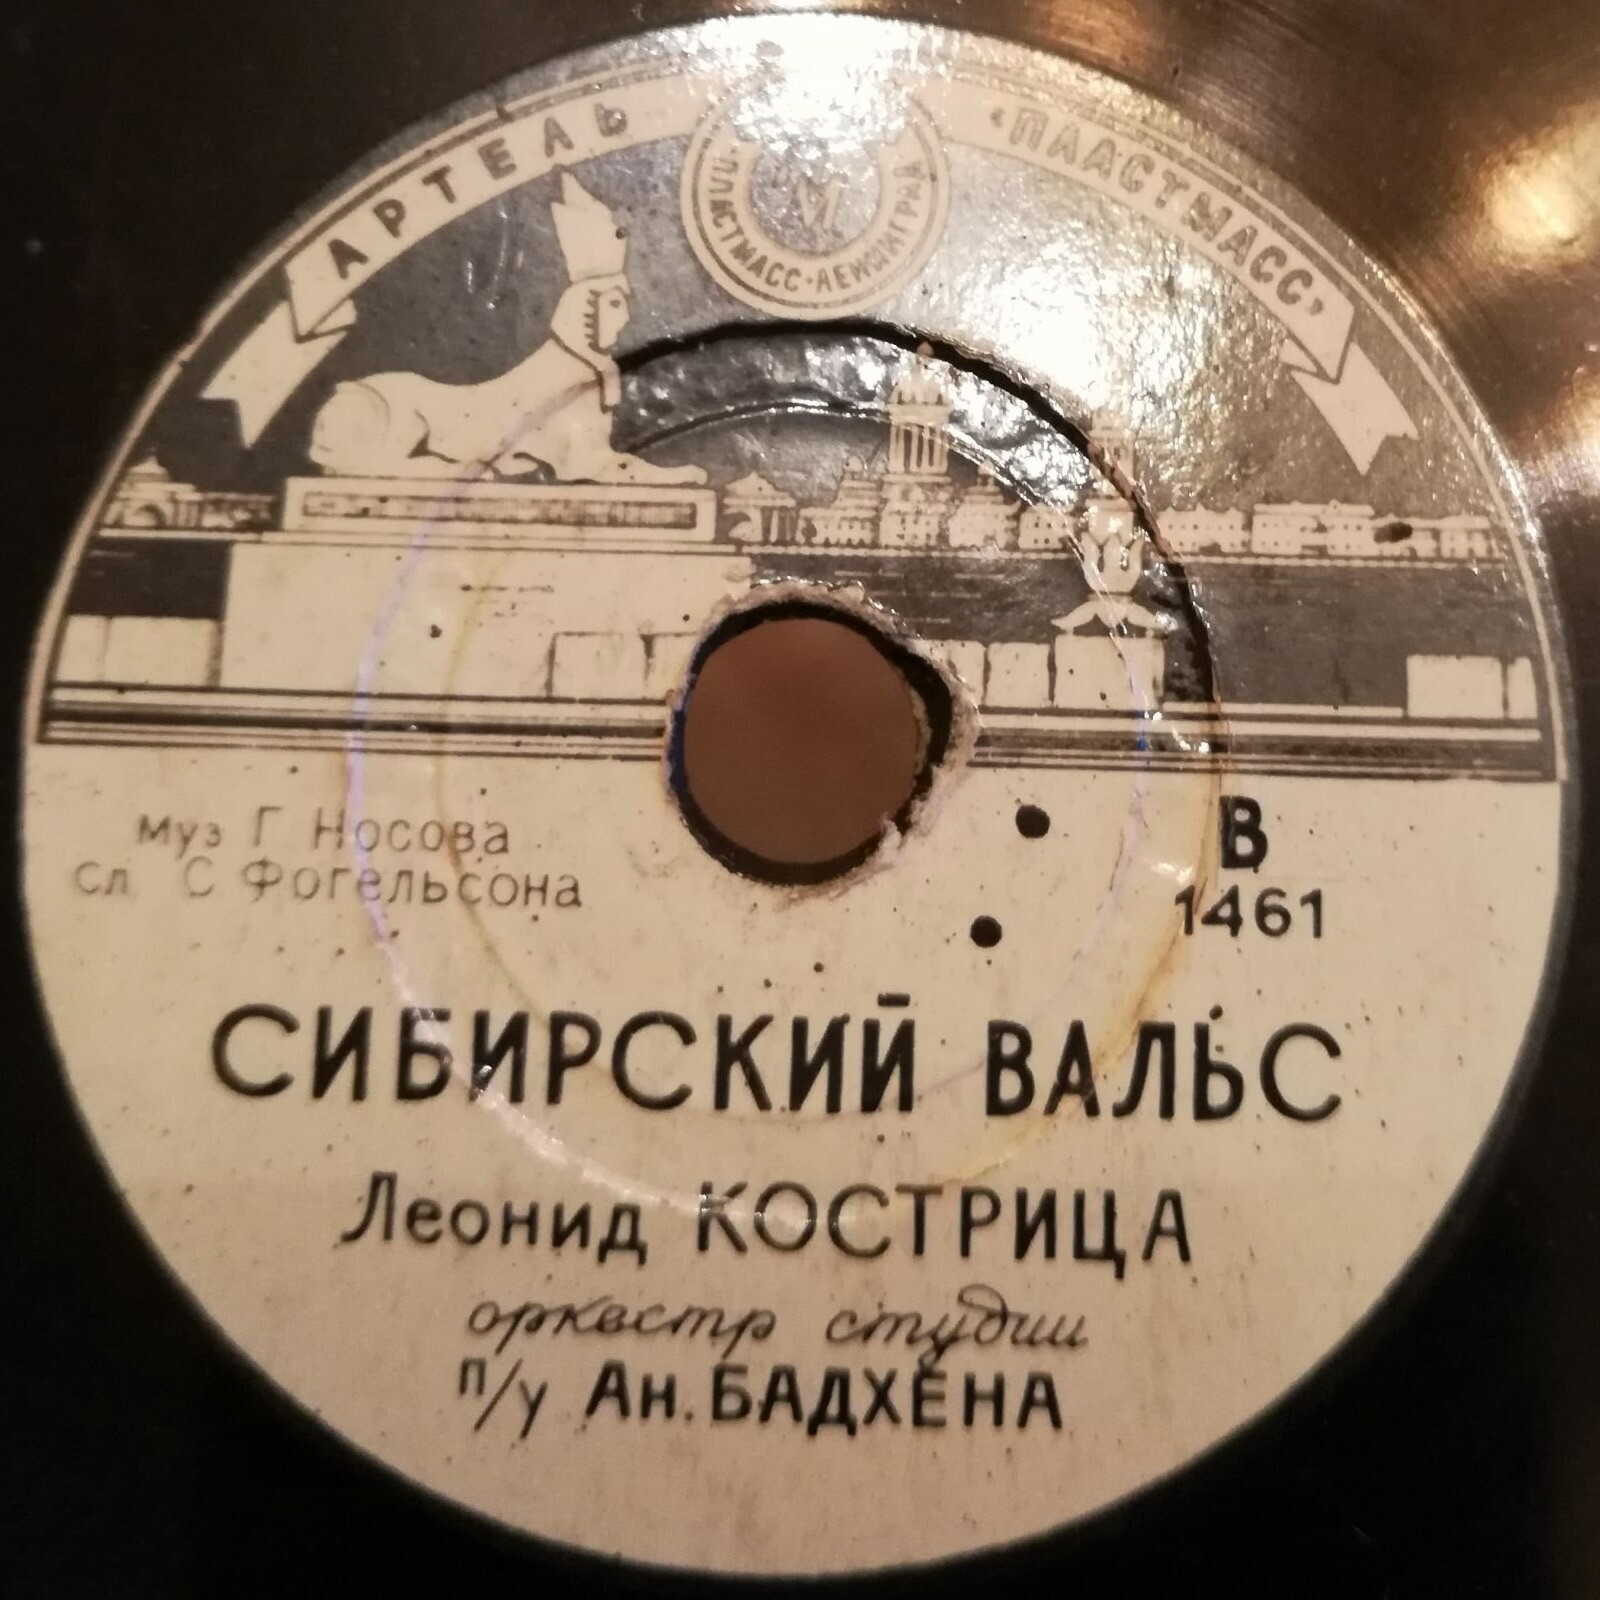 АРТЕЛЬ
«ПЛАСТМАСС»
ПЛАСТМАСС·ЛЕНИНГРАД
муз Г Носова
сл С Фогельсона
В
1461
СИБИРСКИЙ ВАЛЬС
Леонид КОСТРИЦА
оркестр студии
п/у Ан. БАДХЕНА